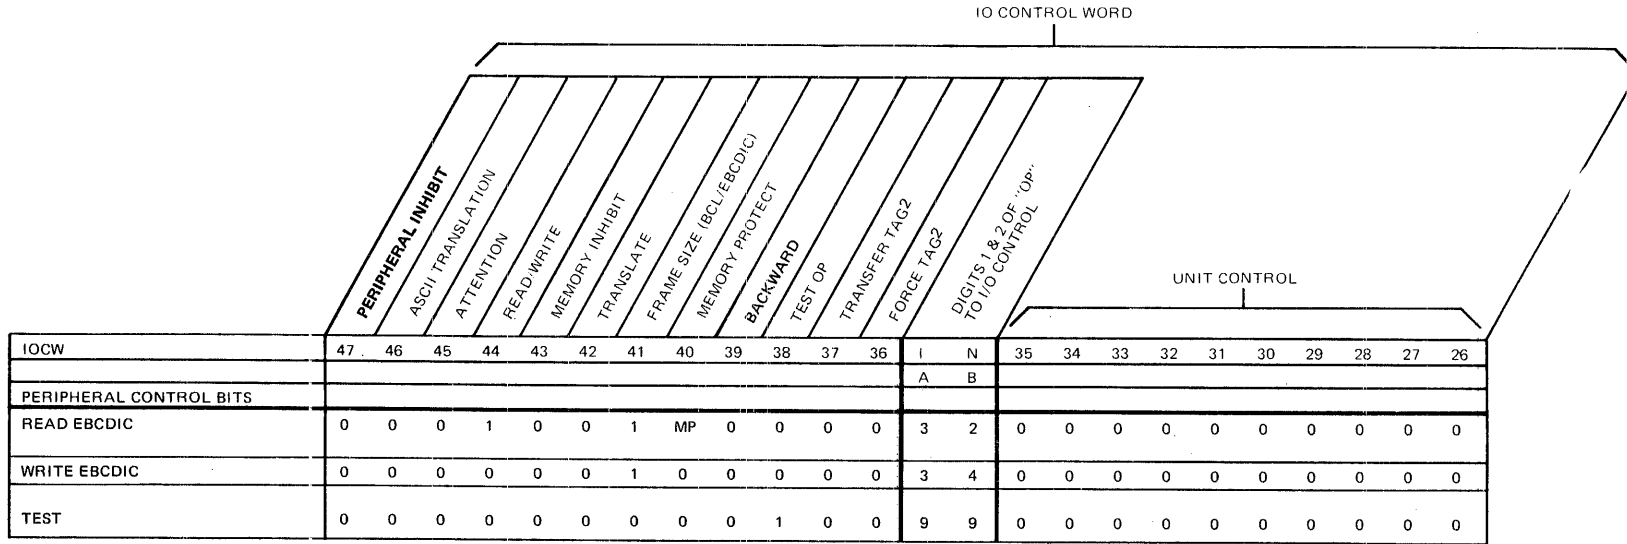 IO CONTROL WORD
PERIPHERAL INHIBIT
ASCII TRANSLATION
ATTENTION
READ/WRITE
MEMORY INHIBIT
TRANSLATE
FRAME SIZE (BCL/EBCDIC)
MEMORY PROTECT
BACKWARD
TEST OP
TRANSFER TAG2
FORCE TAG2
DIGITS 1 & 2 OF "OP"
TO I/O CONTROL
UNIT CONTROL
IOCW 47 46 45 44 43 42 41 40 39 38 37 36 I N 35 34 33 32 31 30 29 28 27 26
A B
PERIPHERAL CONTROL BITS
READ EBCDIC 0 0 0 1 0 0 1 MP 0 0 0 0 3 2 0 0 0 0 0 0 0 0 0 0
WRITE EBCDIC 0 0 0 0 0 0 1 0 0 0 0 0 3 4 0 0 0 0 0 0 0 0 0 0
TEST 0 0 0 0 0 0 0 0 0 1 0 0 9 9 0 0 0 0 0 0 0 0 0 0